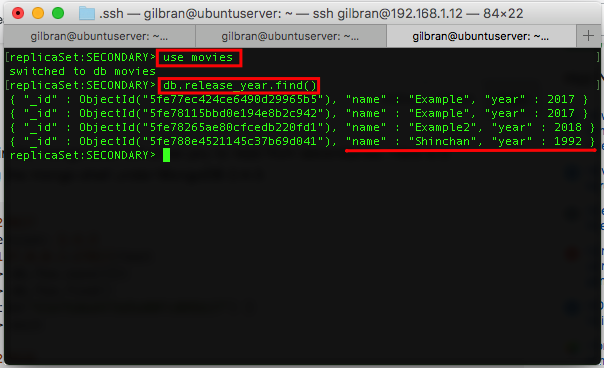 .ssh — gilbran@ubuntuserver: ~ — ssh gilbran@192.168.1.12 — 84×22
gilbran@ubuntuserver: ~... gilbran@ubuntuserver: ~... gilbran@ubuntuserver: ~... +
[replicaSet:SECONDARY> use movies ]
switched to db movies
[replicaSet:SECONDARY> db.release_year.find() ]
{ "_id" : ObjectId("5fe77ec424ce6490d29965b5"), "name" : "Example", "year" : 2017 }
{ "_id" : ObjectId("5fe78115bbd0e194e8b2c942"), "name" : "Example", "year" : 2017 }
{ "_id" : ObjectId("5fe78265ae80cfcedb220fd1"), "name" : "Example2", "year" : 2018 }
{ "_id" : ObjectId("5fe788e4521145c37b69d041"), "name" : "Shinchan", "year" : 1992 }
replicaSet:SECONDARY>